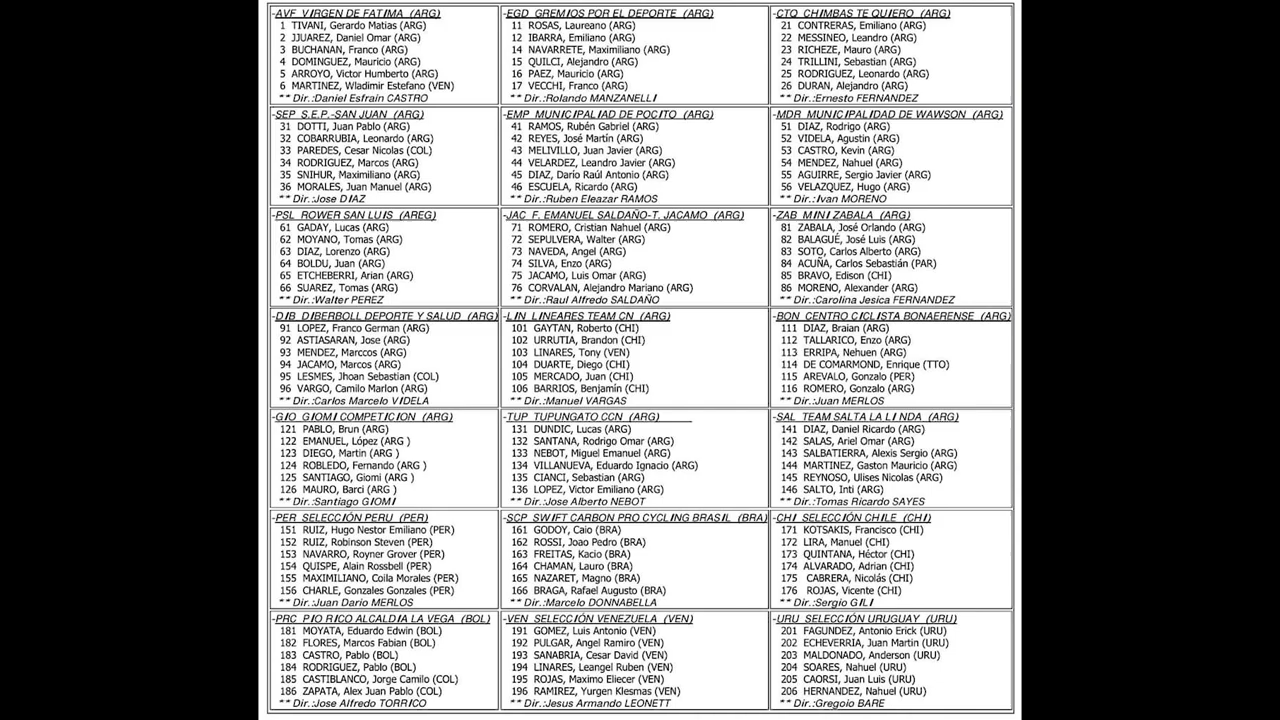 -AVF VIRGEN DE FATIMA (ARG)
1 TIVANI, Gerardo Matias (ARG)
2 JJUAREZ, Daniel Omar (ARG)
3 BUCHANAN, Franco (ARG)
4 DOMINGUEZ, Mauricio (ARG)
5 ARROYO, Victor Humberto (ARG)
6 MARTINEZ, Wladimir Estefano (VEN)
** Dir.:Daniel Esfraín CASTRO
-EGD GREMIOS POR EL DEPORTE (ARG)
11 ROSAS, Laureano (ARG)
12 IBARRA, Emiliano (ARG)
14 NAVARRETE, Maximiliano (ARG)
15 QUILCI, Alejandro (ARG)
16 PAEZ, Mauricio (ARG)
17 VECCHI, Franco (ARG)
** Dir.:Rolando MANZANELLI
-CTQ CHIMBAS TE QUIERO (ARG)
21 CONTRERAS, Emiliano (ARG)
22 MESSINEO, Leandro (ARG)
23 RICHEZE, Mauro (ARG)
24 TRILLINI, Sebastian (ARG)
25 RODRIGUEZ, Leonardo (ARG)
26 DURAN, Alejandro (ARG)
** Dir.:Ernesto FERNANDEZ
-SEP S.E.P.-SAN JUAN (ARG)
31 DOTTI, Juan Pablo (ARG)
32 COBARRUBIA, Leonardo (ARG)
33 PAREDES, Cesar Nicolas (COL)
34 RODRIGUEZ, Marcos (ARG)
35 SNIHUR, Maximiliano (ARG)
36 MORALES, Juan Manuel (ARG)
** Dir.:Jose DIAZ
-EMP MUNICIPALIAD DE POCITO (ARG)
41 RAMOS, Rubén Gabriel (ARG)
42 REYES, José Martín (ARG)
43 MELIVILLO, Juan Javier (ARG)
44 VELARDEZ, Leandro Javier (ARG)
45 DIAZ, Darío Raúl Antonio (ARG)
46 ESCUELA, Ricardo (ARG)
** Dir.:Ruben Eleazar RAMOS
-MDR MUNICIPALIDAD DE WAWSON (ARG)
51 DIAZ, Rodrigo (ARG)
52 VIDELA, Agustin (ARG)
53 CASTRO, Kevin (ARG)
54 MENDEZ, Nahuel (ARG)
55 AGUIRRE, Sergio Javier (ARG)
56 VELAZQUEZ, Hugo (ARG)
** Dir.:Ivan MORENO
-PSL ROWER SAN LUIS (AREG)
61 GADAY, Lucas (ARG)
62 MOYANO, Tomas (ARG)
63 DIAZ, Lorenzo (ARG)
64 BOLDU, Juan (ARG)
65 ETCHEBERRI, Arian (ARG)
66 SUAREZ, Tomas (ARG)
** Dir.:Walter PEREZ
-JAC F. EMANUEL SALDAÑO-T. JACAMO (ARG)
71 ROMERO, Cristian Nahuel (ARG)
72 SEPULVERA, Walter (ARG)
73 NAVEDA, Angel (ARG)
74 SILVA, Enzo (ARG)
75 JACAMO, Luis Omar (ARG)
76 CORVALAN, Alejandro Mariano (ARG)
** Dir.:Raul Alfredo SALDAÑO
-ZAB MINI ZABALA (ARG)
81 ZABALA, José Orlando (ARG)
82 BALAGUÉ, José Luis (ARG)
83 SOTO, Carlos Alberto (ARG)
84 ACUÑA, Carlos Sebastián (PAR)
85 BRAVO, Edison (CHI)
86 MORENO, Alexander (ARG)
** Dir.:Carolina Jesica FERNANDEZ
-DIB DIBERBOLL DEPORTE Y SALUD (ARG)
91 LOPEZ, Franco German (ARG)
92 ASTIASARAN, Jose (ARG)
93 MENDEZ, Marccos (ARG)
94 JACAMO, Marcos (ARG)
95 LESMES, Jhoan Sebastian (COL)
96 VARGO, Camilo Marlon (ARG)
** Dir.:Carlos Marcelo VIDELA
-LIN LINEARES TEAM CN (ARG)
101 GAYTAN, Roberto (CHI)
102 URRUTIA, Brandon (CHI)
103 LINARES, Tony (VEN)
104 DUARTE, Diego (CHI)
105 MERCADO, Juan (CHI)
106 BARRIOS, Benjamín (CHI)
** Dir.:Manuel VARGAS
-BON CENTRO CICLISTA BONAERENSE (ARG)
111 DIAZ, Braian (ARG)
112 TALLARICO, Enzo (ARG)
113 ERRIPA, Nehuen (ARG)
114 DE COMARMOND, Enrique (TTO)
115 AREVALO, Gonzalo (PER)
116 ROMERO, Gonzalo (ARG)
** Dir.:Juan MERLOS
-GIO GIOMI COMPETICION (ARG)
121 PABLO, Brun (ARG)
122 EMANUEL, López (ARG )
123 DIEGO, Martin (ARG )
124 ROBLEDO, Fernando (ARG )
125 SANTIAGO, Giomi (ARG )
126 MAURO, Barci (ARG )
** Dir.:Santiago GIOMI
-TUP TUPUNGATO CCN (ARG)
131 DUNDIC, Lucas (ARG)
132 SANTANA, Rodrigo Omar (ARG)
133 NEBOT, Miguel Emanuel (ARG)
134 VILLANUEVA, Eduardo Ignacio (ARG)
135 CIANCI, Sebastian (ARG)
136 LOPEZ, Victor Emiliano (ARG)
** Dir.:Jose Alberto NEBOT
-SAL TEAM SALTA LA LINDA (ARG)
141 DIAZ, Daniel Ricardo (ARG)
142 SALAS, Ariel Omar (ARG)
143 SALBATIERRA, Alexis Sergio (ARG)
144 MARTINEZ, Gaston Mauricio (ARG)
145 REYNOSO, Ulises Nicolas (ARG)
146 SALTO, Inti (ARG)
** Dir.:Tomas Ricardo SAYES
-PER SELECCIÓN PERU (PER)
151 RUIZ, Hugo Nestor Emiliano (PER)
152 RUIZ, Robinson Steven (PER)
153 NAVARRO, Royner Grover (PER)
154 QUISPE, Alain Rossbell (PER)
155 MAXIMILIANO, Coila Morales (PER)
156 CHARLE, Gonzales Gonzales (PER)
** Dir.:Juan Dario MERLOS
-SCP SWIFT CARBON PRO CYCLING BRASIL (BRA)
161 GODOY, Caio (BRA)
162 ROSSI, Joao Pedro (BRA)
163 FREITAS, Kacio (BRA)
164 CHAMAN, Lauro (BRA)
165 NAZARET, Magno (BRA)
166 BRAGA, Rafael Augusto (BRA)
** Dir.:Marcelo DONNABELLA
-CHI SELECCIÓN CHILE (CHI)
171 KOTSAKIS, Francisco (CHI)
172 LIRA, Manuel (CHI)
173 QUINTANA, Héctor (CHI)
174 ALVARADO, Adrian (CHI)
175 CABRERA, Nicolás (CHI)
176 ROJAS, Vicente (CHI)
** Dir.:Sergio GILI
-PRC PIO RICO ALCALDIA LA VEGA (BOL)
181 MOYATA, Eduardo Edwin (BOL)
182 FLORES, Marcos Fabian (BOL)
183 CASTRO, Pablo (BOL)
184 RODRIGUEZ, Pablo (BOL)
185 CASTIBLANCO, Jorge Camilo (COL)
186 ZAPATA, Alex Juan Pablo (COL)
** Dir.:Jose Alfredo TORRICO
-VEN SELECCIÓN VENEZUELA (VEN)
191 GOMEZ, Luis Antonio (VEN)
192 PULGAR, Angel Ramiro (VEN)
193 SANABRIA, Cesar David (VEN)
194 LINARES, Leangel Ruben (VEN)
195 ROJAS, Maximo Eliecer (VEN)
196 RAMIREZ, Yurgen Klesmas (VEN)
** Dir.:Jesus Armando LEONETT
-URU SELECCIÓN URUGUAY (URU)
201 FAGUNDEZ, Antonio Erick (URU)
202 ECHEVERRIA, Juan Martin (URU)
203 MALDONADO, Anderson (URU)
204 SOARES, Nahuel (URU)
205 CAORSI, Juan Luis (URU)
206 HERNANDEZ, Nahuel (URU)
** Dir.:Gregoio BARE